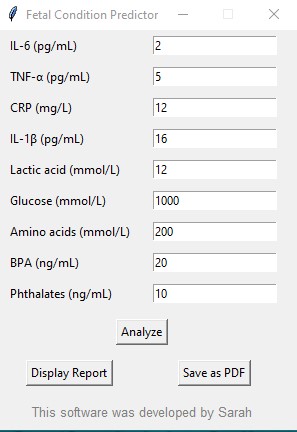 Fetal Condition Predictor
IL-6 (pg/mL) 2
TNF-α (pg/mL) 5
CRP (mg/L) 12
IL-1β (pg/mL) 16
Lactic acid (mmol/L) 12
Glucose (mmol/L) 1000
Amino acids (mmol/L) 200
BPA (ng/mL) 20
Phthalates (ng/mL) 10
Analyze
Display Report Save as PDF
This software was developed by Sarah